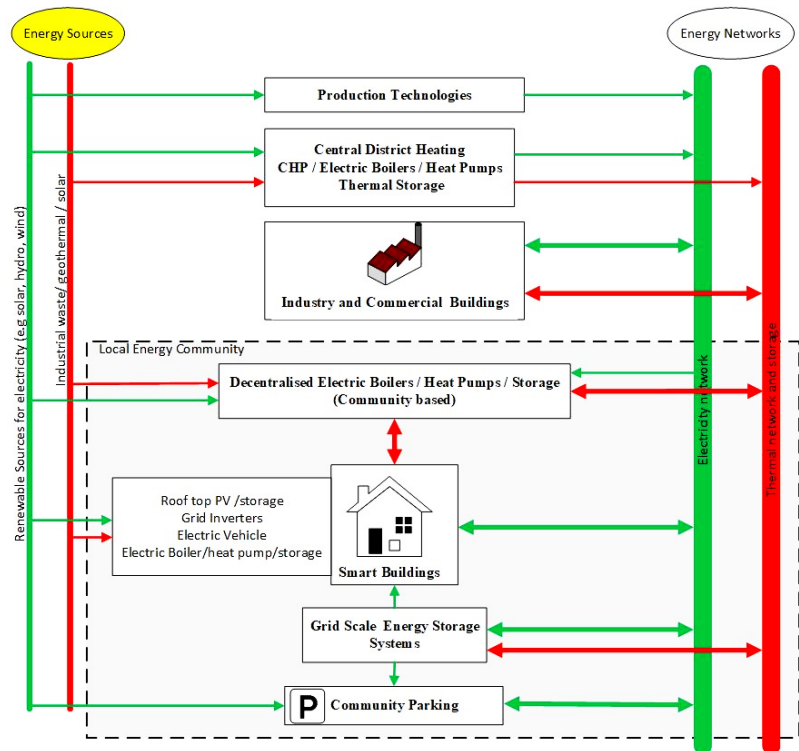 Energy Sources
Energy Networks
Production Technologies
Central District Heating
CHP / Electric Boilers / Heat Pumps
Thermal Storage
Industry and Commercial Buildings
Renewable Sources for electricity (e.g solar, hydro, wind)
Industrial waste/ geothermal / solar
Local Energy Community
Decentralised Electric Boilers / Heat Pumps / Storage
(Community based)
Electricity network
Thermal network and storage
Roof top PV /storage
Grid Inverters
Electric Vehicle
Electric Boiler/heat pump/storage
Smart Buildings
Grid Scale Energy Storage
Systems
P Community Parking